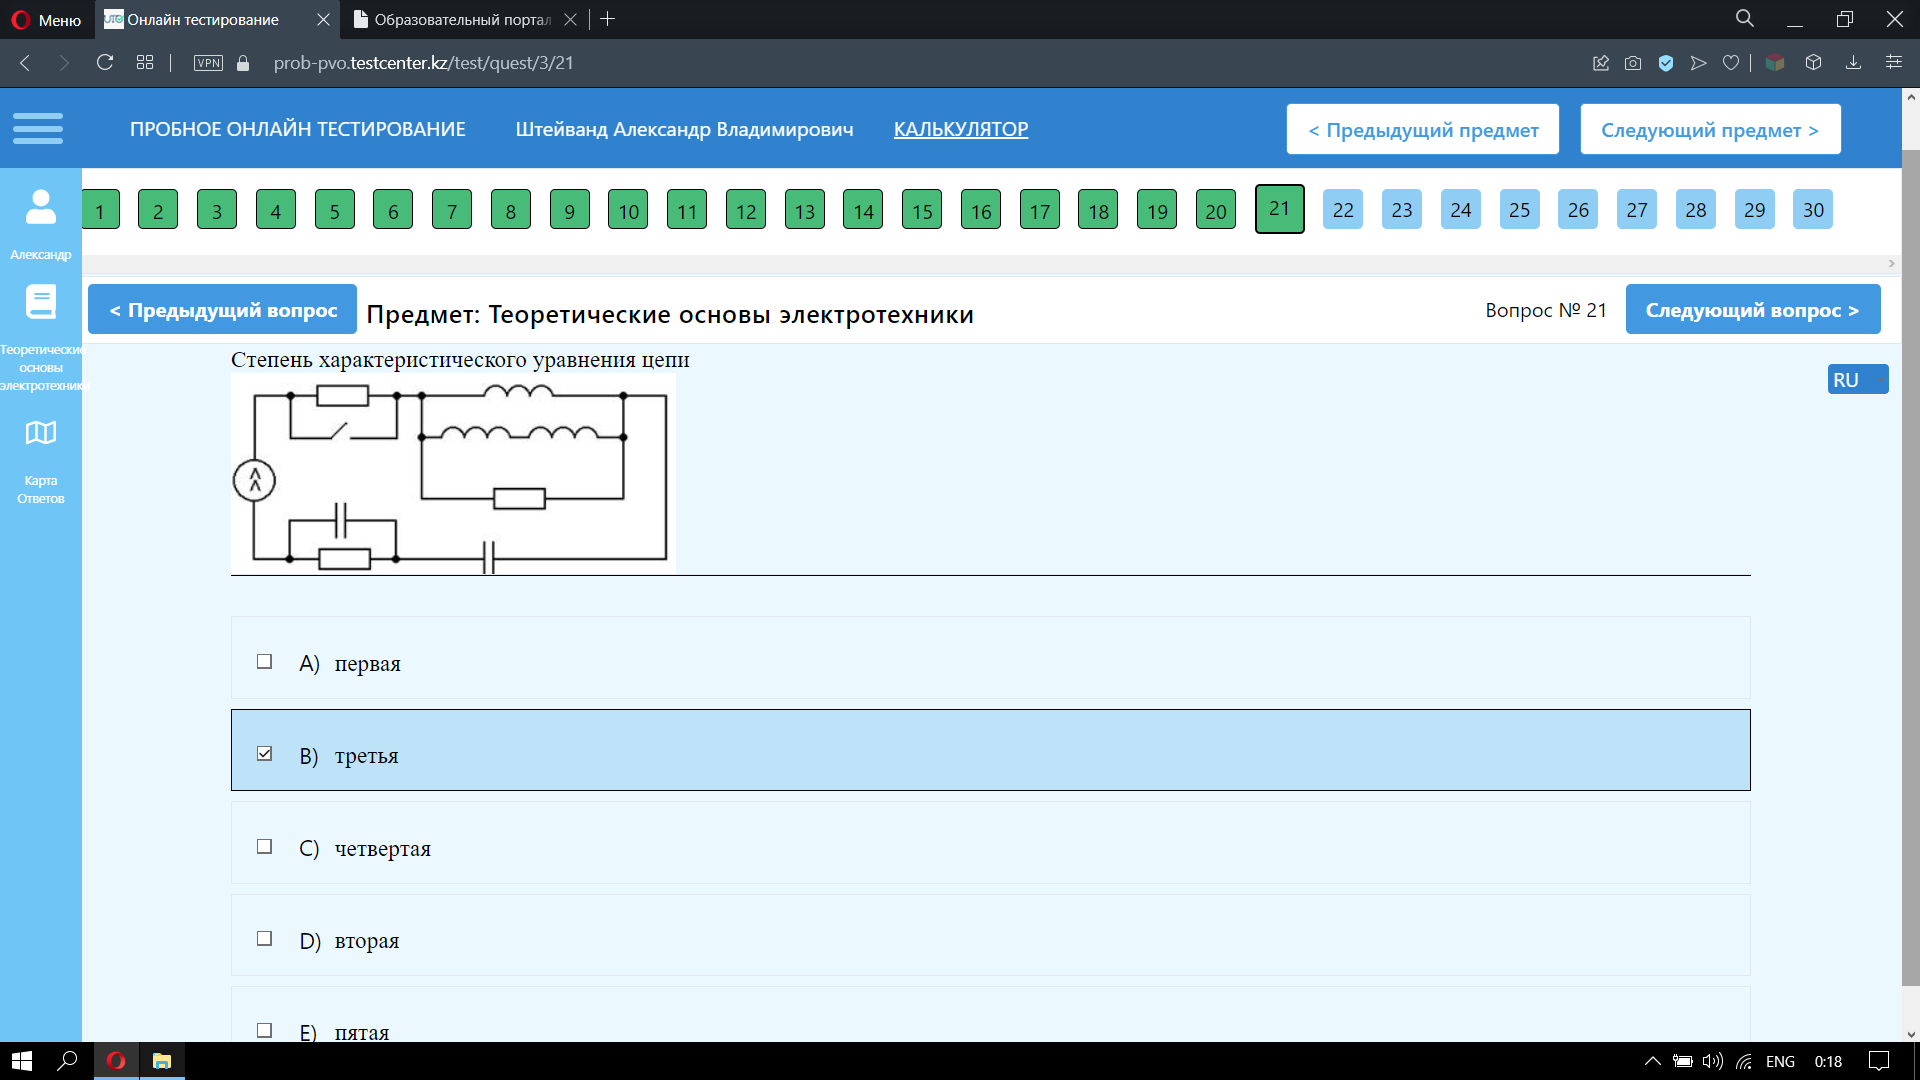 Меню
Онлайн тестирование
Образовательный портал
VPN
prob-pvo.testcenter.kz/test/quest/3/21
ПРОБНОЕ ОНЛАЙН ТЕСТИРОВАНИЕ
Штейванд Александр Владимирович
КАЛЬКУЛЯТОР
< Предыдущий предмет
Следующий предмет >
1 2 3 4 5 6 7 8 9 10 11 12 13 14 15 16 17 18 19 20 21 22 23 24 25 26 27 28 29 30
Александр
< Предыдущий вопрос
Предмет: Теоретические основы электротехники
Вопрос № 21
Следующий вопрос >
Теоретические
основы
электротехники
Карта
Ответов
Степень характеристического уравнения цепи
RU
A) первая
B) третья
C) четвертая
D) вторая
E) пятая
ENG
0:18